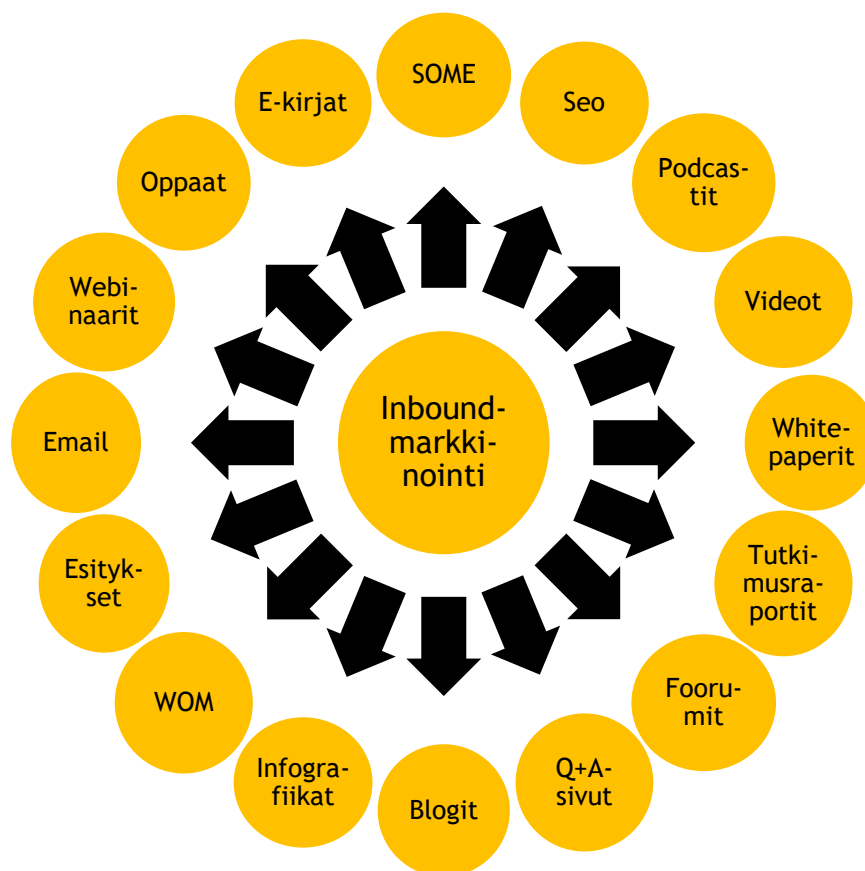 SOME
Seo
E-kirjat
Podcas-
tit
Oppaat
Videot
Webi-
naarit
Inbound-
markki-
nointi
White-
paperit
Email
Tutki-
musra-
portit
Esityk-
set
Fooru-
mit
WOM
Q+A-
sivut
Infogra-
fiikat
Blogit